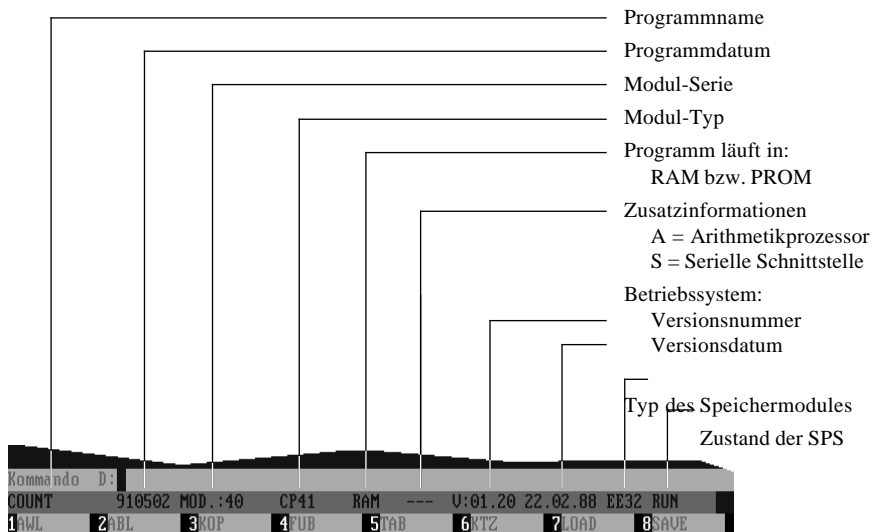 Programmname
Programmdatum
Modul-Serie
Modul-Typ
Programm läuft in:
RAM bzw. PROM
Zusatzinformationen
A = Arithmetikprozessor
S = Serielle Schnittstelle
Betriebssystem:
Versionsnummer
Versionsdatum
Typ des Speichermodules
Zustand der SPS
Kommando D:
COUNT 910502 MOD.:40 CP41 RAM --- V:01.20 22.02.88 EE32 RUN
1AWL 2ABL 3KOP 4FUB 5TAB 6KTZ 7LOAD 8SAVE